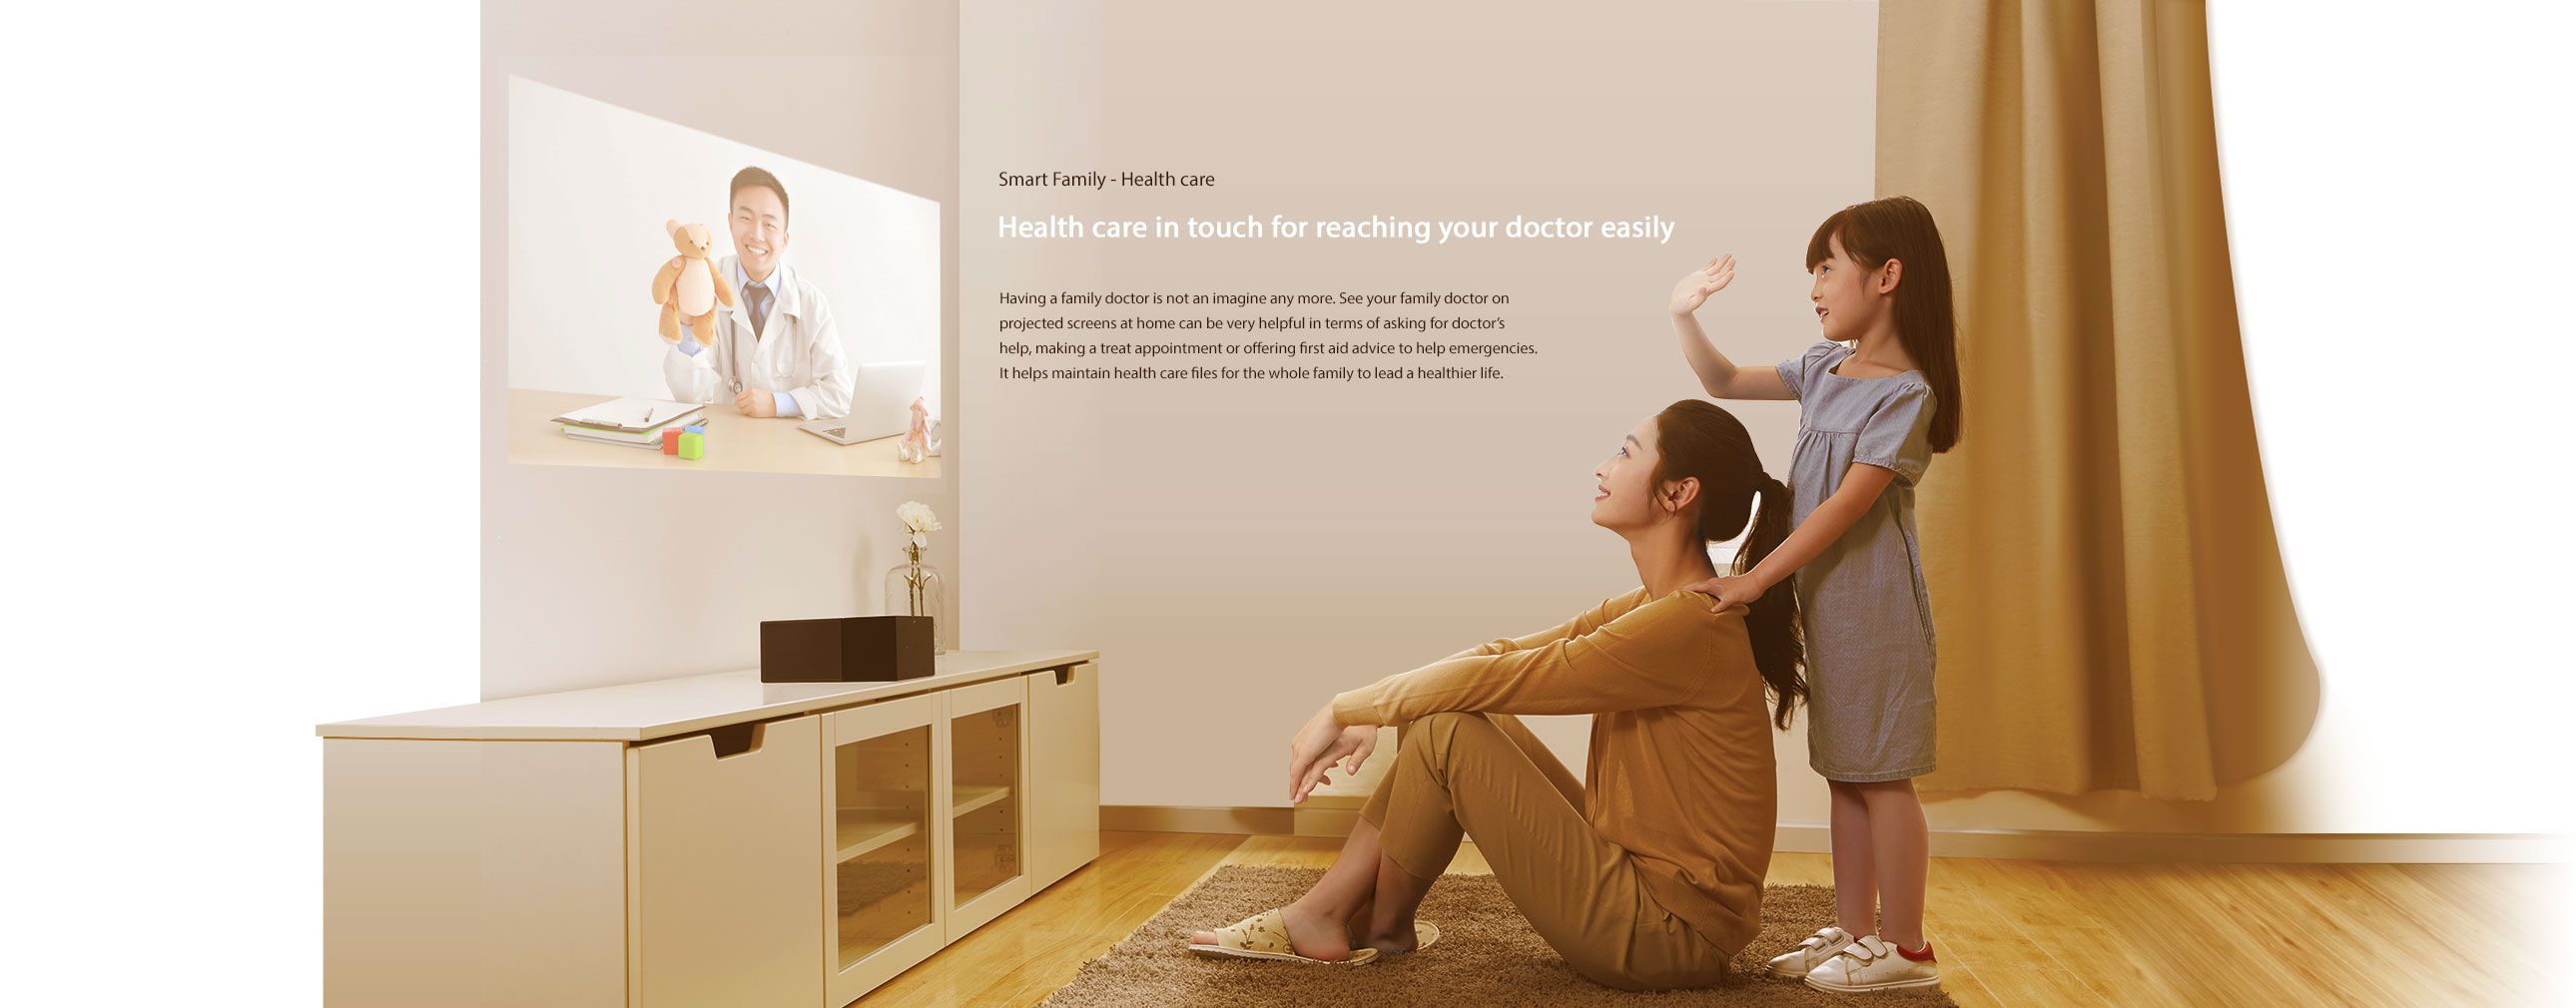 Smart Family - Health care
Health care in touch for reaching your doctor easily
Having a family doctor is not an imagine any more. See your family doctor on
projected screens at home can be very helpful in terms of asking for doctor's
help, making a treat appointment or offering first aid advice to help emergencies.
It helps maintain health care files for the whole family to lead a healthier life.